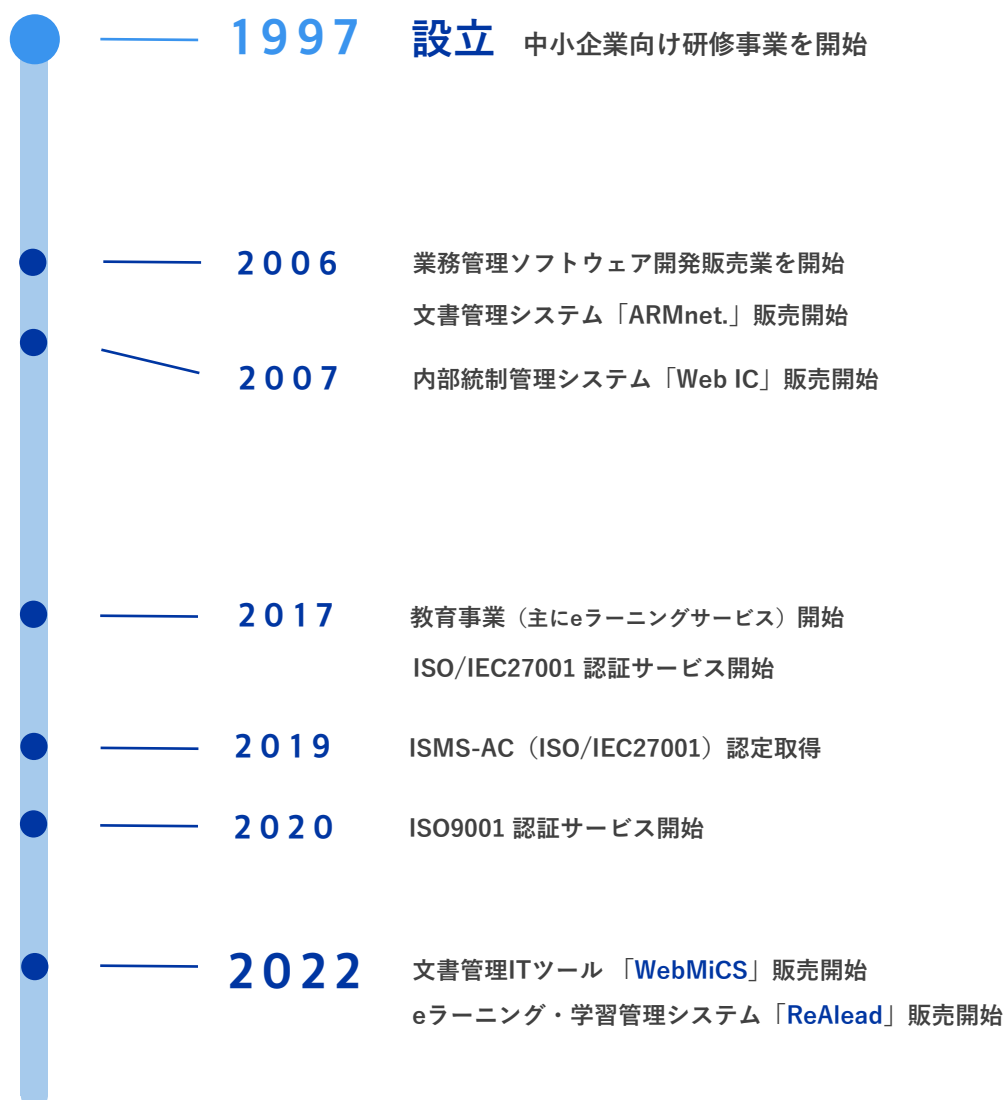 1997 設立 中小企業向け研修事業を開始
2006 業務管理ソフトウェア開発販売業を開始
文書管理システム「ARMnet.」販売開始
2007 内部統制管理システム「Web IC」販売開始
2017 教育事業（主にeラーニングサービス）開始
ISO/IEC27001 認証サービス開始
2019 ISMS-AC（ISO/IEC27001）認定取得
2020 ISO9001 認証サービス開始
2022 文書管理ITツール 「WebMiCS」販売開始
eラーニング・学習管理システム「ReAlead」販売開始